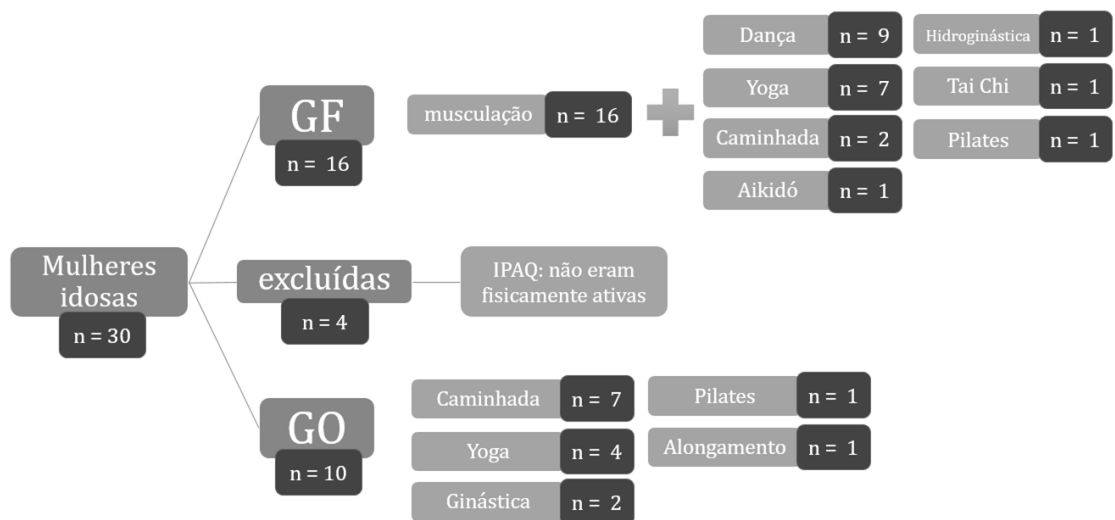 GF
n = 16
musculação n = 16
Dança n = 9
Yoga n = 7
Caminhada n = 2
Aikidó n = 1
Hidroginástica n = 1
Tai Chi n = 1
Pilates n = 1
Mulheres
idosas
n = 30
excluídas
n = 4
IPAQ: não eram
fisicamente ativas
GO
n = 10
Caminhada n = 7
Yoga n = 4
Ginástica n = 2
Pilates n = 1
Alongamento n = 1